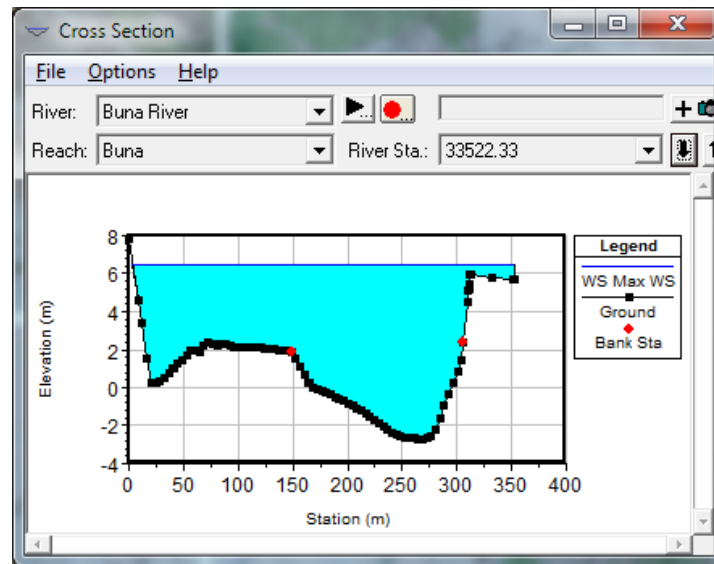 Cross Section
File Options Help
River: Buna River
Reach: Buna River Sta.: 33522.33
Legend
WS Max WS
Ground
Bank Sta
8
6
4
2
0
-2
-4
Elevation (m)
0 50 100 150 200 250 300 350 400
Station (m)